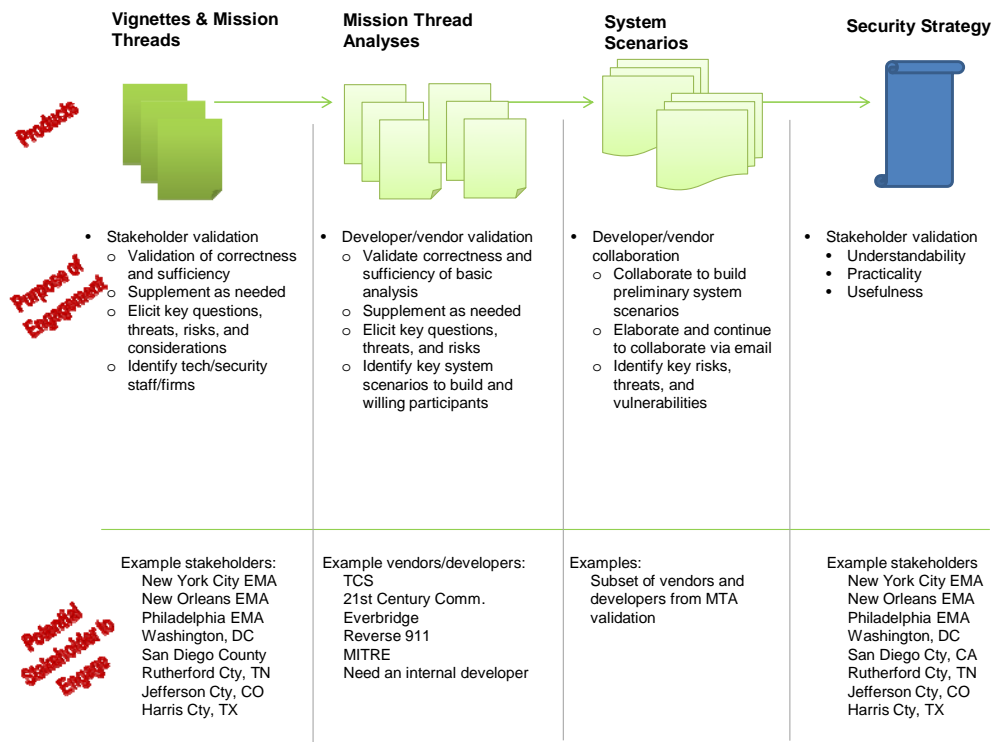 Vignettes & Mission
Threads
Mission Thread
Analyses
System
Scenarios
Security Strategy
Products
Purpose of
Engagement
• Stakeholder validation
o Validation of correctness
and sufficiency
o Supplement as needed
o Elicit key questions,
threats, risks, and
considerations
o Identify tech/security
staff/firms
• Developer/vendor validation
o Validate correctness and
sufficiency of basic
analysis
o Supplement as needed
o Elicit key questions,
threats, and risks
o Identify key system
scenarios to build and
willing participants
• Developer/vendor
collaboration
o Collaborate to build
preliminary system
scenarios
o Elaborate and continue
to collaborate via email
o Identify key risks,
threats, and
vulnerabilities
• Stakeholder validation
• Understandability
• Practicality
• Usefulness
Potential
Stakeholder to
Engage
Example stakeholders:
New York City EMA
New Orleans EMA
Philadelphia EMA
Washington, DC
San Diego County
Rutherford Cty, TN
Jefferson Cty, CO
Harris Cty, TX
Example vendors/developers:
TCS
21st Century Comm.
Everbridge
Reverse 911
MITRE
Need an internal developer
Examples:
Subset of vendors and
developers from MTA
validation
Example stakeholders
New York City EMA
New Orleans EMA
Philadelphia EMA
Washington, DC
San Diego Cty, CA
Rutherford Cty, TN
Jefferson Cty, CO
Harris Cty, TX